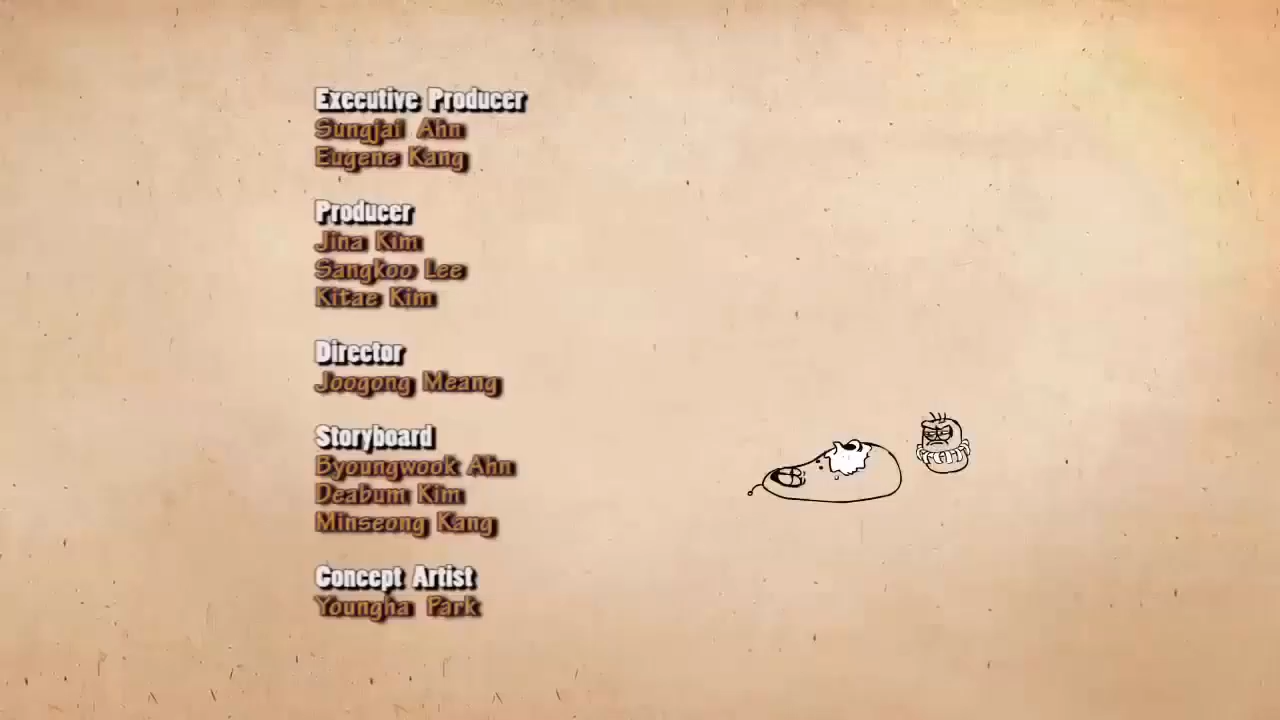 Executive Producer
Sungjai Ahn
Eugene Kang
Producer
Jina Kim
Sangkoo Lee
Kitae Kim
Director
Joogong Meang
Storyboard
Byoungwook Ahn
Deabum Kim
Minseong Kang
Concept Artist
Youngha Park